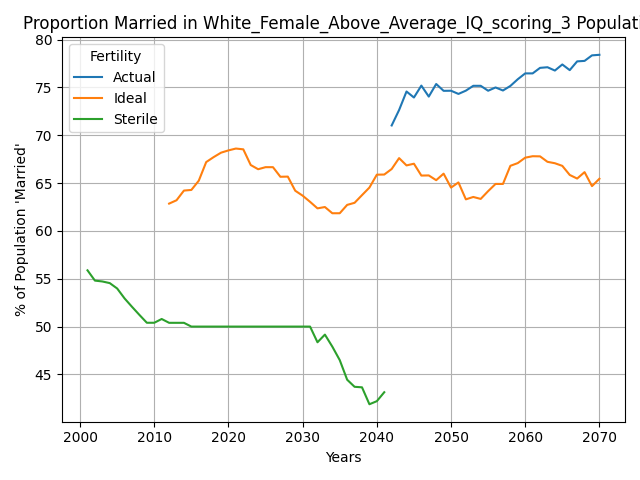 Proportion Married in White_Female_Above_Average_IQ_scoring_3 Populati
Fertility
Actual
Ideal
Sterile
% of Population 'Married'
80
75
70
65
60
55
50
45
2000 2010 2020 2030 2040 2050 2060 2070
Years